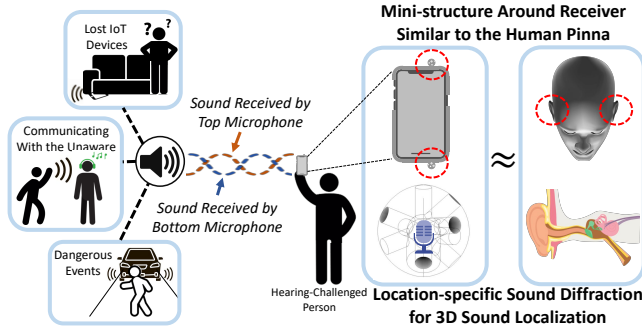 Lost IoT
Devices
? ?
?
Communicating
With the Unaware
Dangerous
Events
Sound Received by
Top Microphone
Sound Received by
Bottom Microphone
Hearing-Challenged
Person
Mini-structure Around Receiver
Similar to the Human Pinna
≈
Location-specific Sound Diffraction
for 3D Sound Localization